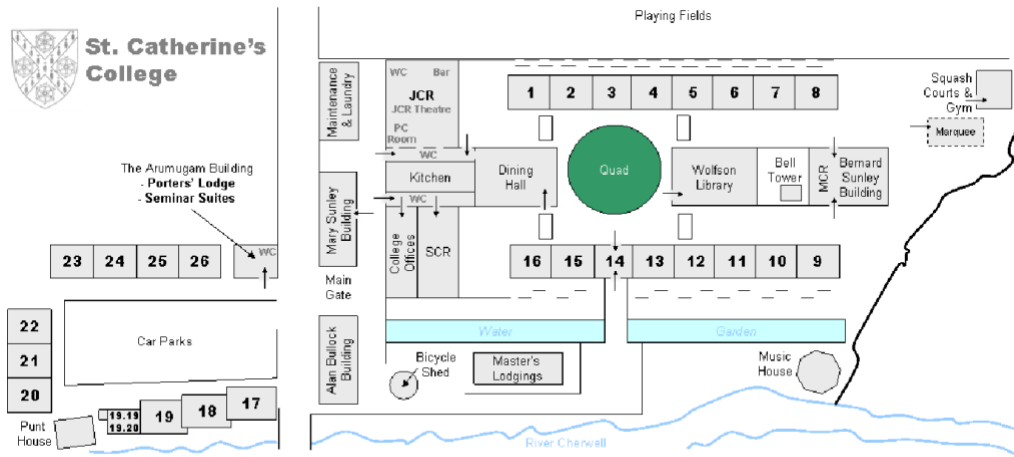 St. Catherine's
College
Playing Fields
Maintenance
& Laundry
WC
Bar
JCR
JCR Theatre
PC
Room
WC
Kitchen
WC
Dining
Hall
1
2
3
4
5
6
7
8
Quad
Wolfson
Library
Bell
Tower
MCR
Bernard
Sunley
Building
Squash
Courts &
Gym
Marquee
The Arumugam Building
- Porters' Lodge
- Seminar Suites
WC
Mary Sunley
Building
College
Offices
SCR
23
24
25
26
16
15
14
13
12
11
10
9
Main
Gate
22
21
20
Car Parks
Alan Bullock
Building
Water
Garden
Bicycle
Shed
Master's
Lodgings
Music
House
Punt
House
19.19
19.20
19
18
17
River Cherwell